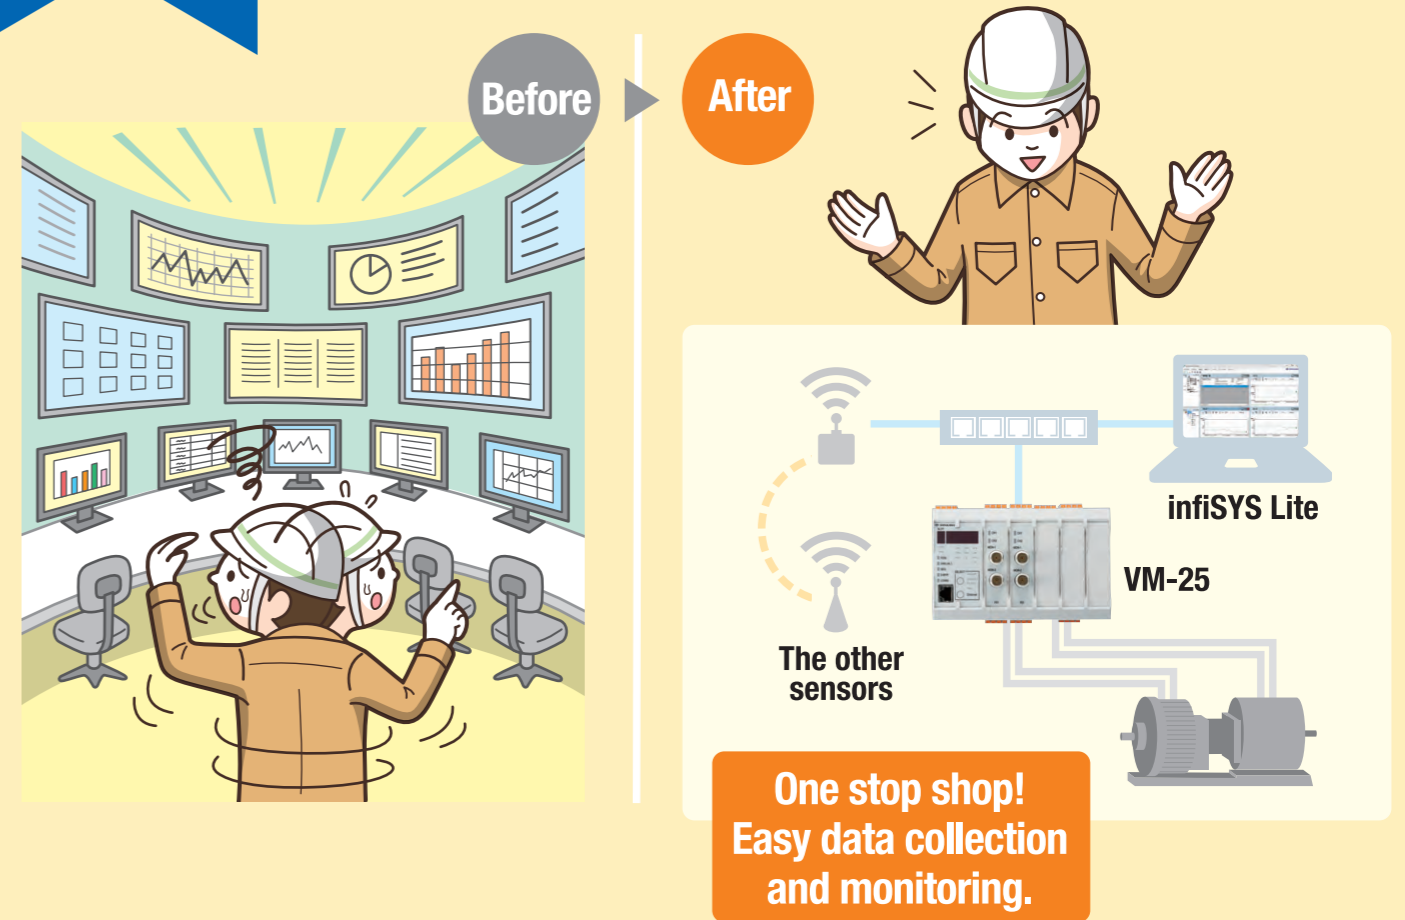 Before
After
infiSYS Lite
VM-25
The other
sensors
One stop shop!
Easy data collection
and monitoring.